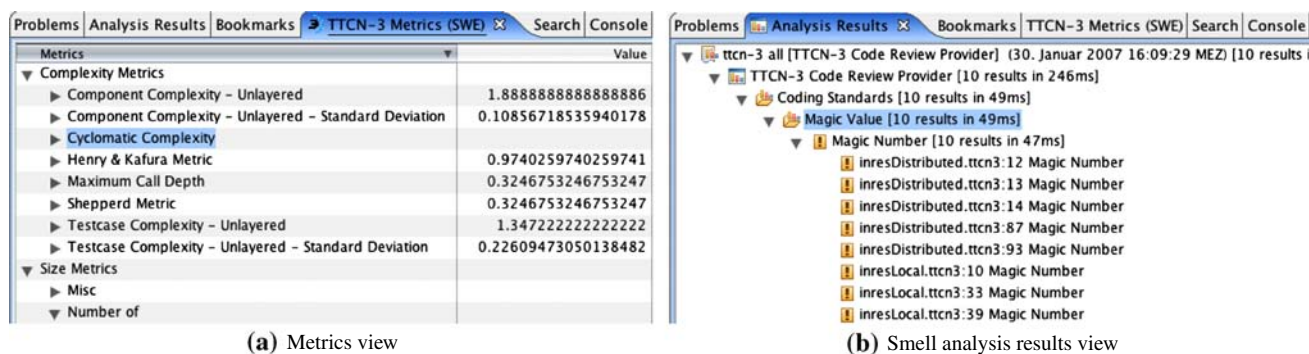 Problems Analysis Results Bookmarks TTCN-3 Metrics (SWE) Search Console
Metrics Value
Complexity Metrics
Component Complexity – Unlayered 1.8888888888888886
Component Complexity – Unlayered – Standard Deviation 0.10856718535940178
Cyclomatic Complexity
Henry & Kafura Metric 0.9740259740259741
Maximum Call Depth 0.3246753246753247
Shepperd Metric 0.3246753246753247
Testcase Complexity – Unlayered 1.347222222222222
Testcase Complexity – Unlayered – Standard Deviation 0.22609473050138482
Size Metrics
Misc
Number of
(a) Metrics view
Problems Analysis Results Bookmarks TTCN-3 Metrics (SWE) Search Console
ttcn-3 all [TTCN-3 Code Review Provider] (30. Januar 2007 16:09:29 MEZ) [10 results i
TTCN-3 Code Review Provider [10 results in 246ms]
Coding Standards [10 results in 49ms]
Magic Value [10 results in 49ms]
Magic Number [10 results in 47ms]
inresDistributed.ttcn3:12 Magic Number
inresDistributed.ttcn3:13 Magic Number
inresDistributed.ttcn3:14 Magic Number
inresDistributed.ttcn3:87 Magic Number
inresDistributed.ttcn3:93 Magic Number
inresLocal.ttcn3:10 Magic Number
inresLocal.ttcn3:33 Magic Number
inresLocal.ttcn3:39 Magic Number
(b) Smell analysis results view